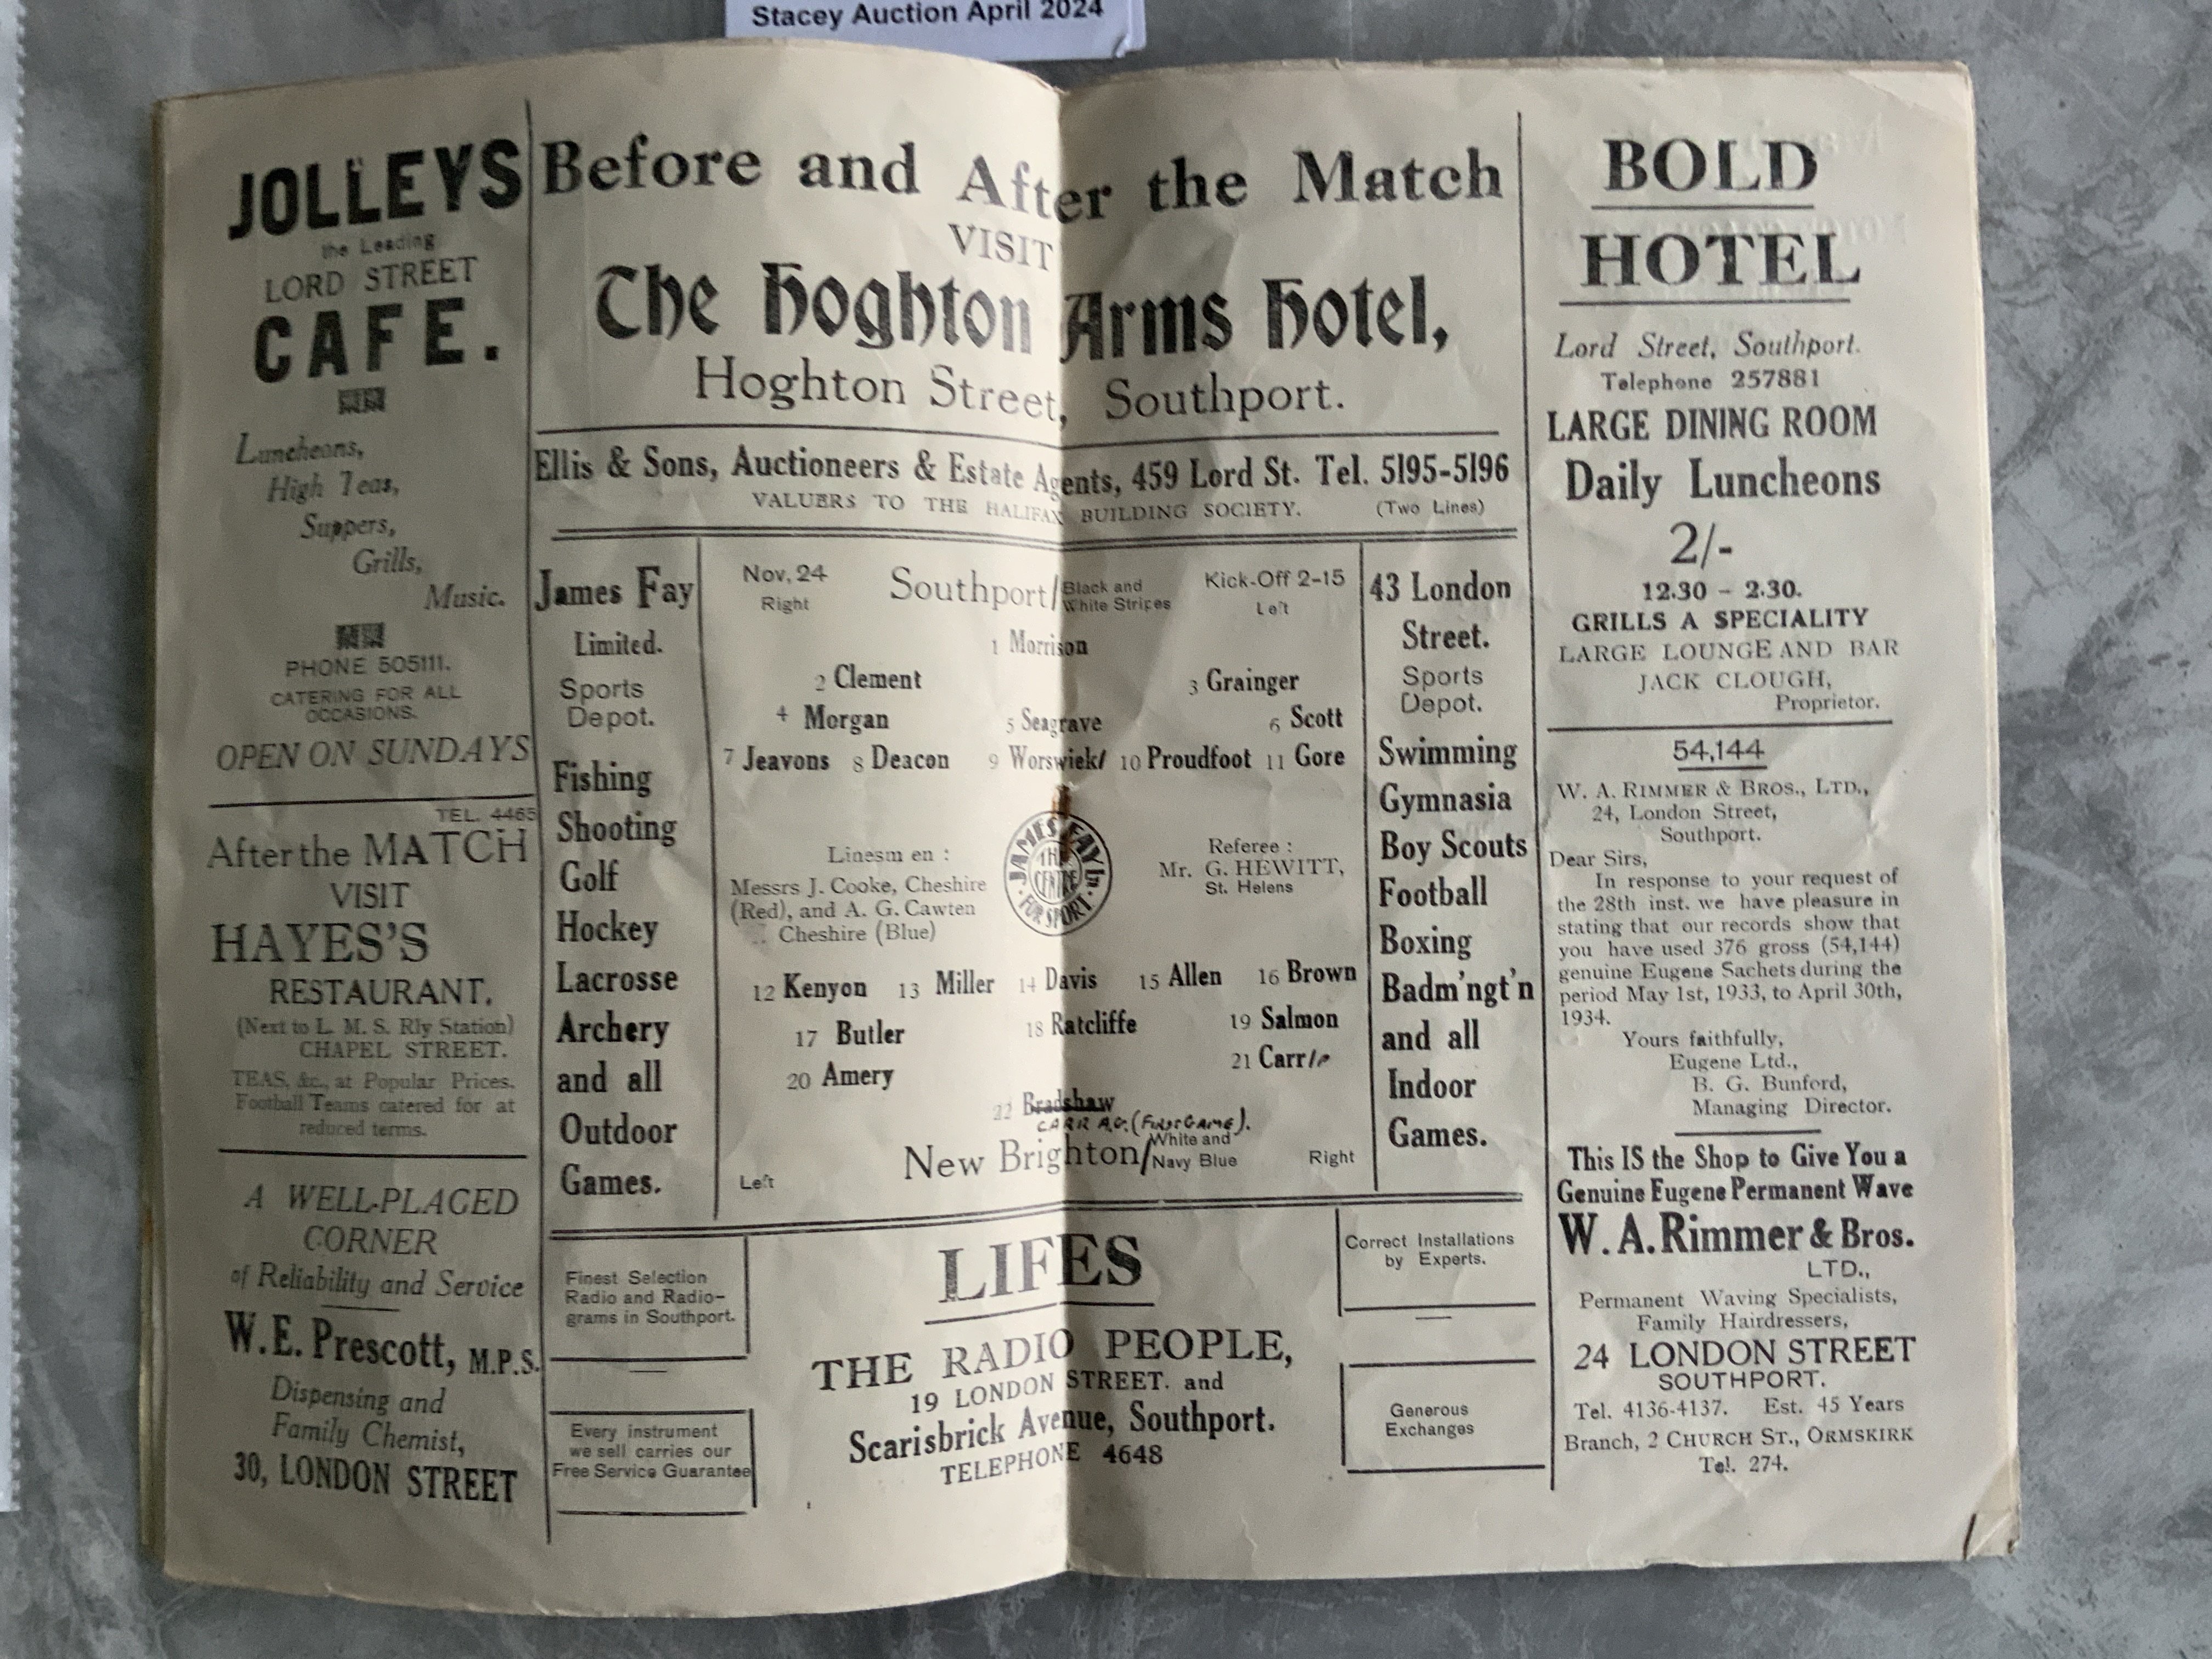 Stacey Auction April 2024
JOLLEYS
the Leading
LORD STREET
CAFE.
Luncheons,
High Teas,
Suppers,
Grills,
Music.
PHONE 505111.
CATERING FOR ALL
OCCASIONS.
OPEN ON SUNDAYS
TEL. 4465
After the MATCH
VISIT
HAYES'S
RESTAURANT,
(Next to L. M. S. Rly Station)
CHAPEL STREET.
TEAS, &c., at Popular Prices.
Football Teams catered for at
reduced terms.
A WELL-PLACED
CORNER
of Reliability and Service
W.E. Prescott, M.P.S.
Dispensing and
Family Chemist,
30, LONDON STREET
Before and After the Match
VISIT
The Hoghton Arms Hotel,
Hoghton Street, Southport.
Ellis & Sons, Auctioneers & Estate Agents, 459 Lord St. Tel. 5195-5196
VALUERS TO THE HALIFAX BUILDING SOCIETY. (Two Lines)
James Fay
Limited.
Sports
Depot.
Fishing
Shooting
Golf
Hockey
Lacrosse
Archery
and all
Outdoor
Games.
Nov, 24 Southport/Black and White Stripes Kick-Off 2-15
Right Left
1 Morrison
2 Clement 3 Grainger
4 Morgan 5 Seagrave 6 Scott
7 Jeavons 8 Deacon 9 Worswiek/ 10 Proudfoot 11 Gore
Linesm en :
Messrs J. Cooke, Cheshire
(Red), and A. G. Cawten
Cheshire (Blue)
JAMES FAY Ltd.
THE
CENTRE
FOR SPORT
Referee :
Mr. G. HEWITT,
St. Helens
12 Kenyon 13 Miller 14 Davis 15 Allen 16 Brown
17 Butler 18 Ratcliffe 19 Salmon
20 Amery 21 Carr/P
22 Bradshaw
CARR A.G. (FIRST GAME).
Left New Brighton/White and Navy Blue Right
43 London
Street.
Sports
Depot.
Swimming
Gymnasia
Boy Scouts
Football
Boxing
Badm'ngt'n
and all
Indoor
Games.
Finest Selection
Radio and Radio-
grams in Southport.
Every instrument
we sell carries our
Free Service Guarantee
LIFES
THE RADIO PEOPLE,
19 LONDON STREET. and
Scarisbrick Avenue, Southport.
TELEPHONE 4648
Correct Installations
by Experts.
Generous
Exchanges
BOLD
HOTEL
Lord Street, Southport.
Telephone 257881
LARGE DINING ROOM
Daily Luncheons
2/-
12.30 - 2.30.
GRILLS A SPECIALITY
LARGE LOUNGE AND BAR
JACK CLOUGH,
Proprietor.
54,144
W. A. RIMMER & BROS., LTD.,
24, London Street,
Southport.
Dear Sirs,
In response to your request of
the 28th inst. we have pleasure in
stating that our records show that
you have used 376 gross (54,144)
genuine Eugene Sachets during the
period May 1st, 1933, to April 30th,
1934.
Yours faithfully,
Eugene Ltd.,
B. G. Bunford,
Managing Director.
This IS the Shop to Give You a
Genuine Eugene Permanent Wave
W. A. Rimmer & Bros.
LTD.,
Permanent Waving Specialists,
Family Hairdressers,
24 LONDON STREET
SOUTHPORT.
Tel. 4136-4137. Est. 45 Years
Branch, 2 CHURCH ST., ORMSKIRK
Tel. 274.